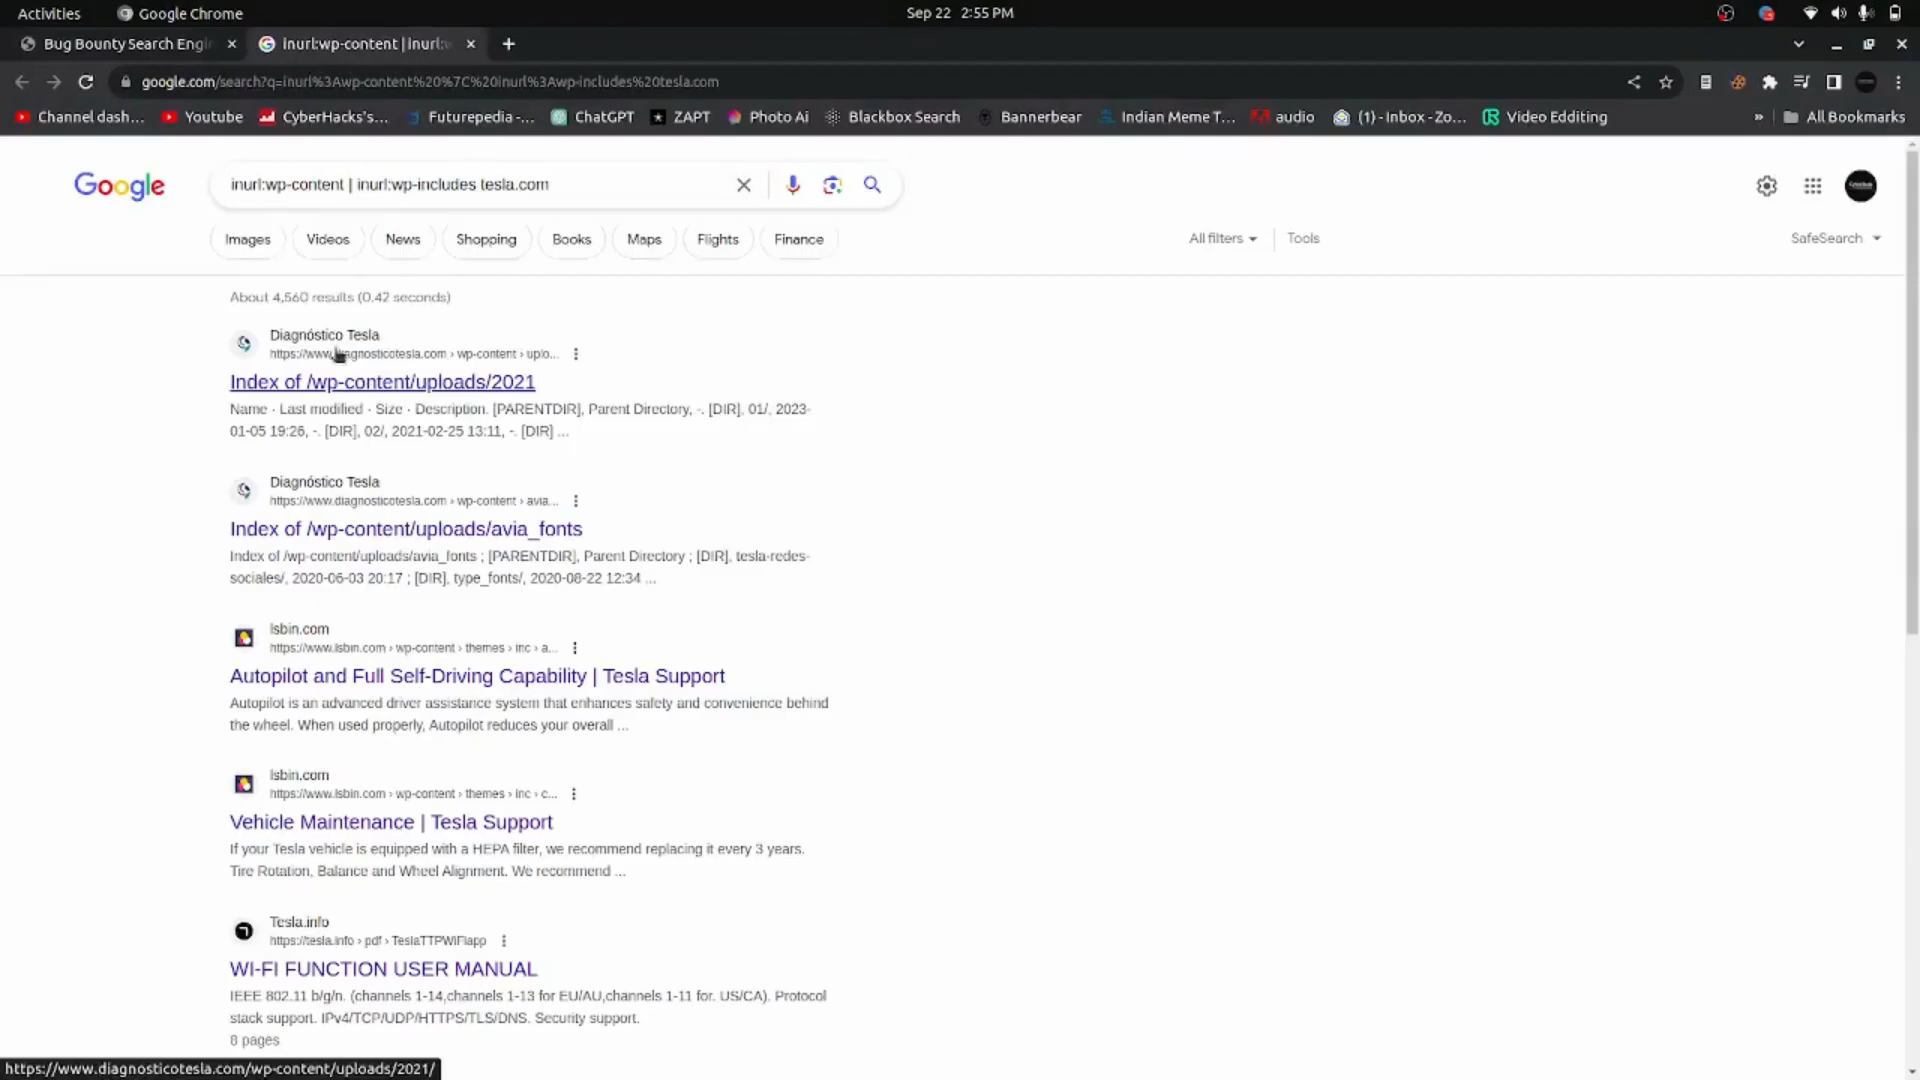 Activities Google Chrome Sep 22 2:55 PM
Bug Bounty Search Engi inurl:wp-content | inurl:w
google.com/search?q=inurl%3Awp-content%20%7C%20inurl%3Awp-includes%20tesla.com
Channel dash... Youtube CyberHacks's... Futurepedia -... ChatGPT ZAPT Photo Ai Blackbox Search Bannerbear Indian Meme T... audio (1) - Inbox - Zo... Video Edditing » All Bookmarks
Google inurl:wp-content | inurl:wp-includes tesla.com
Images Videos News Shopping Books Maps Flights Finance All filters Tools SafeSearch
About 4,560 results (0.42 seconds)
Diagnóstico Tesla
https://www.diagnosticotesla.com › wp-content › uplo...
Index of /wp-content/uploads/2021
Name · Last modified · Size · Description. [PARENTDIR], Parent Directory, -. [DIR], 01/, 2023-
01-05 19:26, -. [DIR], 02/, 2021-02-25 13:11, -. [DIR] ...
Diagnóstico Tesla
https://www.diagnosticotesla.com › wp-content › avia...
Index of /wp-content/uploads/avia_fonts
Index of /wp-content/uploads/avia_fonts ; [PARENTDIR], Parent Directory ; [DIR], tesla-redes-
sociales/, 2020-06-03 20:17 ; [DIR], type_fonts/, 2020-08-22 12:34 ...
lsbin.com
https://www.lsbin.com › wp-content › themes › inc › a...
Autopilot and Full Self-Driving Capability | Tesla Support
Autopilot is an advanced driver assistance system that enhances safety and convenience behind
the wheel. When used properly, Autopilot reduces your overall ...
lsbin.com
https://www.lsbin.com › wp-content › themes › inc › c...
Vehicle Maintenance | Tesla Support
If your Tesla vehicle is equipped with a HEPA filter, we recommend replacing it every 3 years.
Tire Rotation, Balance and Wheel Alignment. We recommend ...
Tesla.info
https://tesla.info › pdf › TeslaTTPWiFiapp
WI-FI FUNCTION USER MANUAL
IEEE 802.11 b/g/n. (channels 1-14,channels 1-13 for EU/AU,channels 1-11 for. US/CA). Protocol
stack support. IPv4/TCP/UDP/HTTPS/TLS/DNS. Security support.
8 pages
https://www.diagnosticotesla.com/wp-content/uploads/2021/